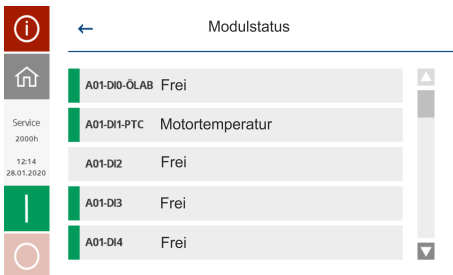 Modulstatus
A01-DI0-ÖLAB Frei
A01-DI1-PTC Motortemperatur
A01-DI2 Frei
A01-DI3 Frei
A01-DI4 Frei
Service
2000h
12:14
28.01.2020